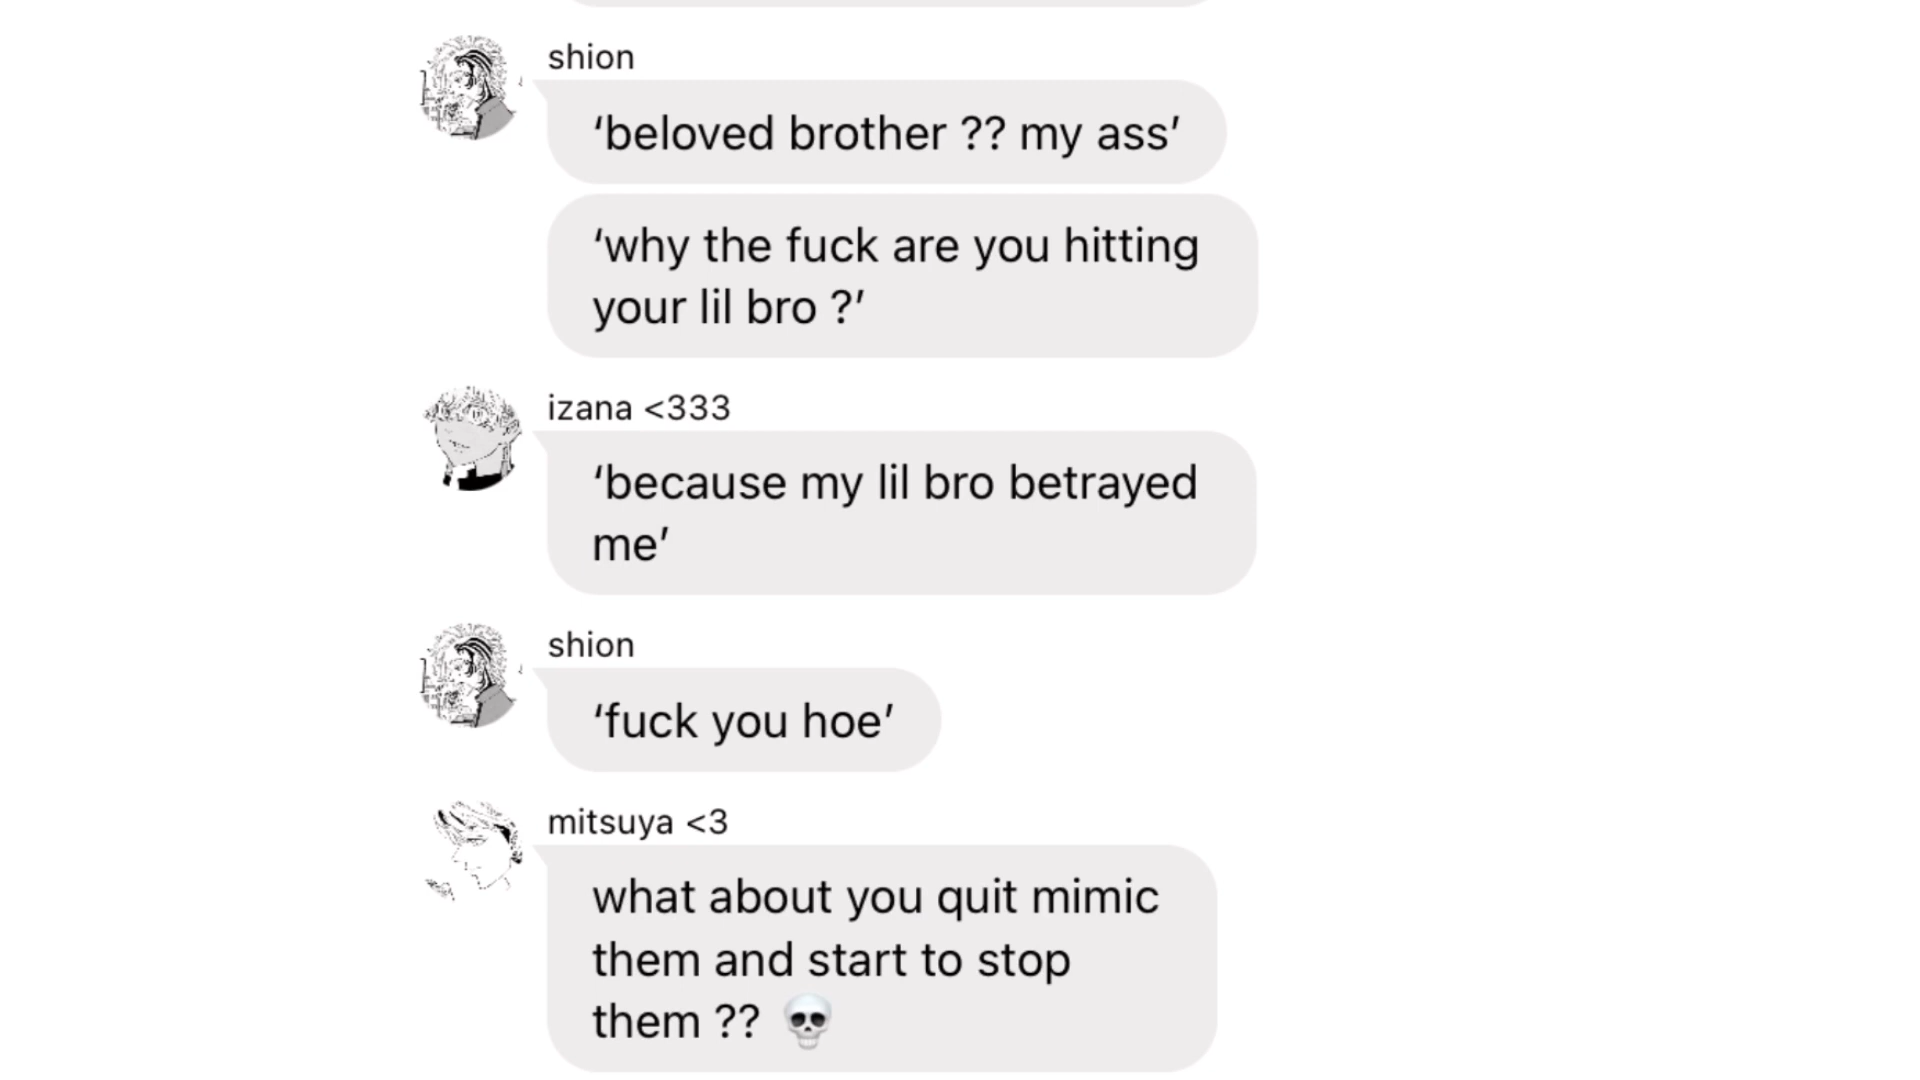 shion
‘beloved brother ?? my ass’
‘why the fuck are you hitting
your lil bro ?’
izana <333
‘because my lil bro betrayed
me’
shion
‘fuck you hoe’
mitsuya <3
what about you quit mimic
them and start to stop
them ?? 💀